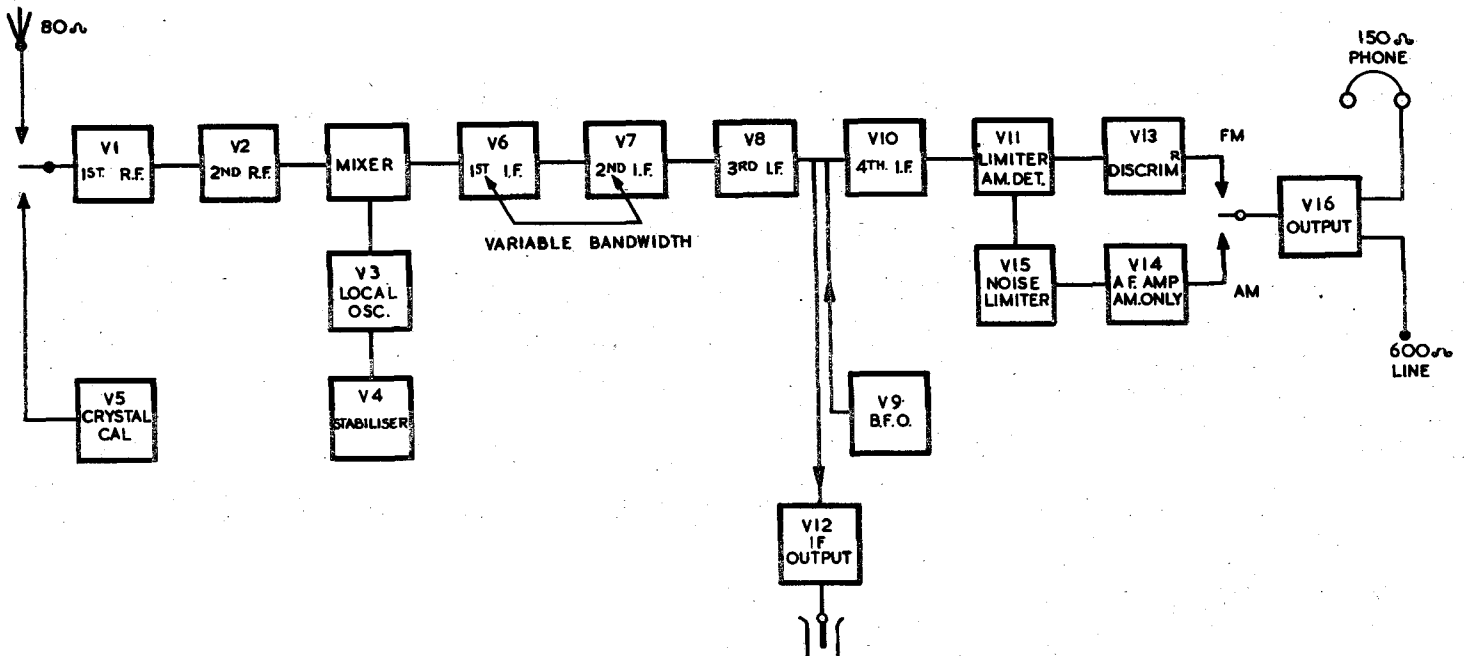 80Ω
150Ω
PHONE
V1
1ST. R.F.
V2
2ND R.F.
MIXER
V6
1ST I.F.
V7
2ND I.F.
V8
3RD I.F.
V10
4TH. I.F.
V11
LIMITER
AM.DET.
V13
DISCRIMR
FM
VARIABLE BANDWIDTH
V16
OUTPUT
V3
LOCAL
OSC.
V15
NOISE
LIMITER
V14
A.F. AMP
AM.ONLY
AM
600Ω
LINE
V5
CRYSTAL
CAL
V4
STABILISER
V9
B.F.O.
V12
IF
OUTPUT